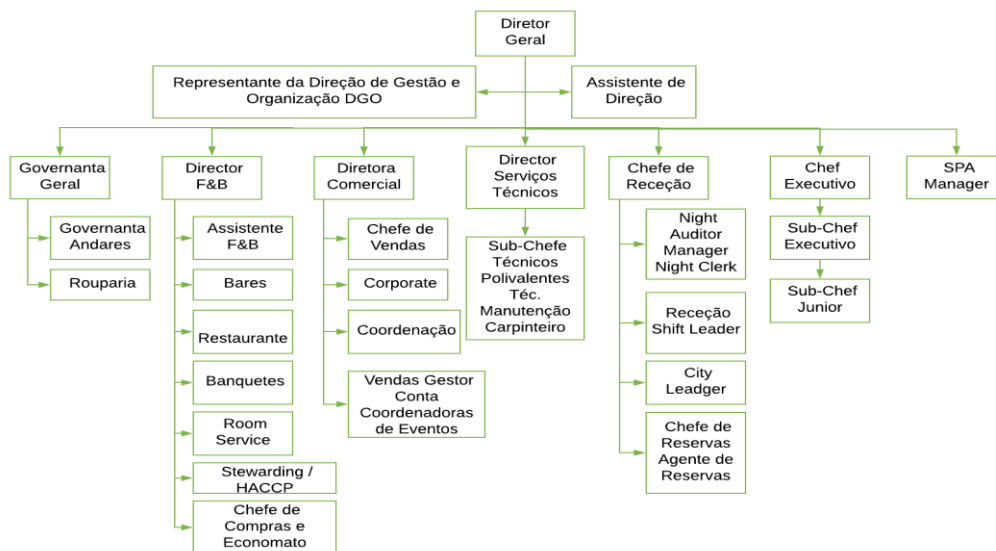 Diretor
Geral
Representante da Direção de Gestão e
Organização DGO
Assistente de
Direção
Governanta
Geral
Director
F&B
Diretora
Comercial
Director
Serviços
Técnicos
Chefe de
Receção
Chef
Executivo
SPA
Manager
Governanta
Andares
Rouparia
Assistente
F&B
Bares
Restaurante
Banquetes
Room
Service
Stewarding /
HACCP
Chefe de
Compras e
Economato
Chefe de
Vendas
Corporate
Coordenação
Vendas Gestor
Conta
Coordenadoras
de Eventos
Sub-Chefe
Técnicos
Polivalentes
Téc.
Manutenção
Carpinteiro
Night
Auditor
Manager
Night Clerk
Receção
Shift Leader
City
Leadger
Chefe de
Reservas
Agente de
Reservas
Sub-Chef
Executivo
Sub-Chef
Junior